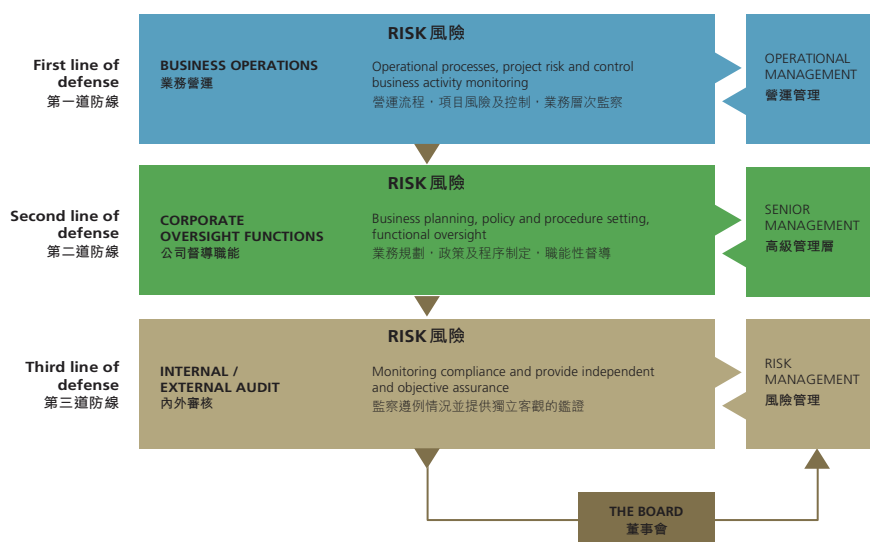 First line of
defense
第一道防線
RISK 風險
BUSINESS OPERATIONS
業務營運
Operational processes, project risk and control
business activity monitoring
營運流程，項目風險及控制，業務層次監察
OPERATIONAL
MANAGEMENT
營運管理
Second line of
defense
第二道防線
RISK 風險
CORPORATE
OVERSIGHT FUNCTIONS
公司督導職能
Business planning, policy and procedure setting,
functional oversight
業務規劃，政策及程序制定，職能性督導
SENIOR
MANAGEMENT
高級管理層
Third line of
defense
第三道防線
RISK 風險
INTERNAL /
EXTERNAL AUDIT
內外審核
Monitoring compliance and provide independent
and objective assurance
監察遵例情況並提供獨立客觀的鑑證
RISK
MANAGEMENT
風險管理
THE BOARD
董事會